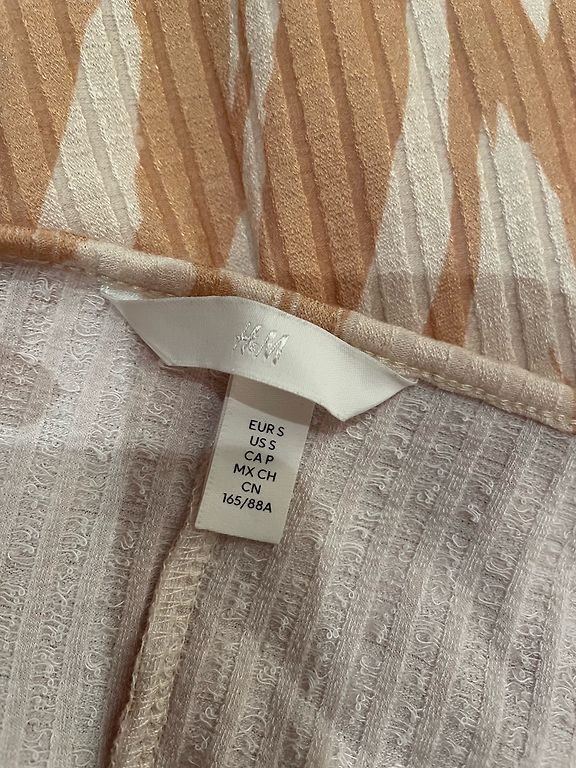 H&M
EUR S
US S
CA P
MX CH
CN
165/88A